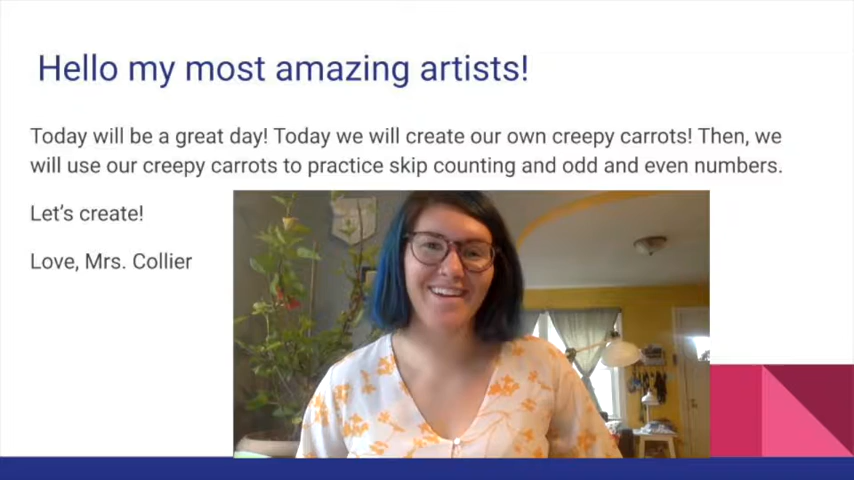 Hello my most amazing artists!
Today will be a great day! Today we will create our own creepy carrots! Then, we
will use our creepy carrots to practice skip counting and odd and even numbers.
Let’s create!
Love, Mrs. Collier